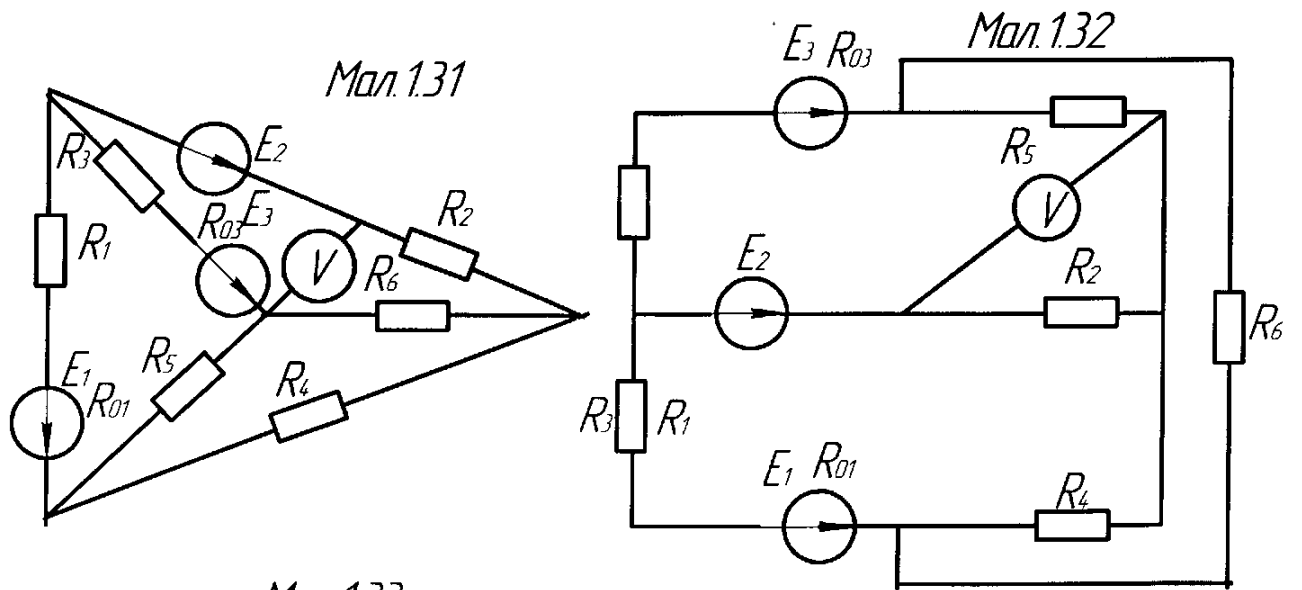 Мал.1.31
R3
E2
R1
R03
E3
V
R2
R6
E1
R01
R5
R4
Мал.1.32
E3 R03
R5
V
E2
R2
R6
R3 R1
E1 R01
R4